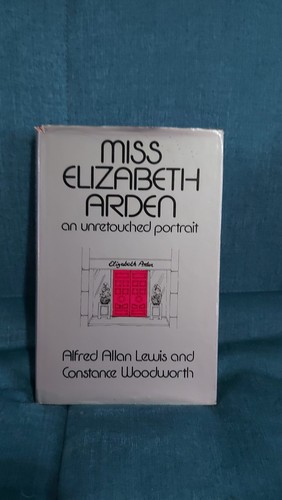 MISS
ELIZABETH
ARDEN
an unretouched portrait
Elizabeth Arden
Alfred Allan Lewis and
Constance Woodworth